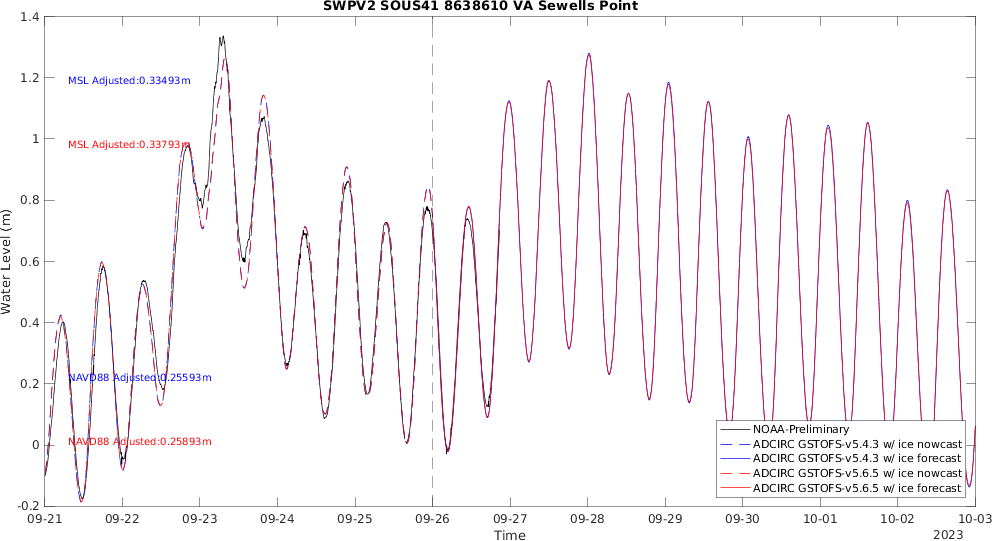 SWPV2 SOUS41 8638610 VA Sewells Point
1.4
1.2
1
0.8
0.6
0.4
0.2
0
-0.2
Water Level (m)
MSL Adjusted:0.33493m
MSL Adjusted:0.33793m
NAVD88 Adjusted:0.25593m
NAVD88 Adjusted:0.25893m
NOAA-Preliminary
ADCIRC GSTOFS-v5.4.3 w/ ice nowcast
ADCIRC GSTOFS-v5.4.3 w/ ice forecast
ADCIRC GSTOFS-v5.6.5 w/ ice nowcast
ADCIRC GSTOFS-v5.6.5 w/ ice forecast
09-21 09-22 09-23 09-24 09-25 09-26 09-27 09-28 09-29 09-30 10-01 10-02 10-03
Time
2023